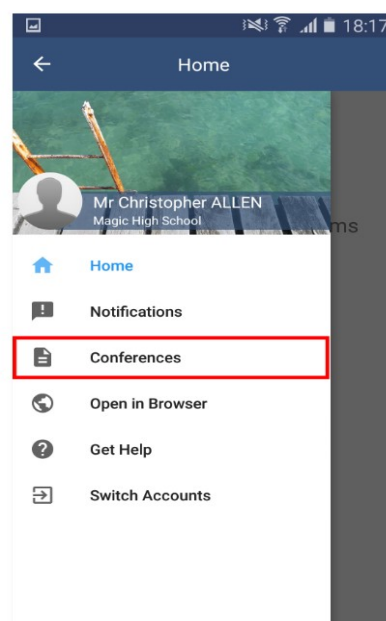 18:17
Home
Mr Christopher ALLEN
Magic High School
ms
Home
Notifications
Conferences
Open in Browser
Get Help
Switch Accounts